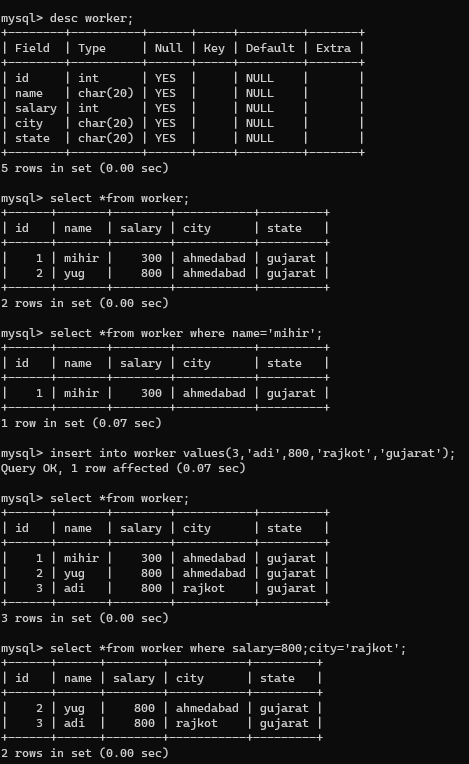 mysql> desc worker;
+--------+----------+------+-----+---------+-------+
| Field  | Type     | Null | Key | Default | Extra |
+--------+----------+------+-----+---------+-------+
| id     | int      | YES  |     | NULL    |       |
| name   | char(20) | YES  |     | NULL    |       |
| salary | int      | YES  |     | NULL    |       |
| city   | char(20) | YES  |     | NULL    |       |
| state  | char(20) | YES  |     | NULL    |       |
+--------+----------+------+-----+---------+-------+
5 rows in set (0.00 sec)
mysql> select *from worker;
+------+-------+--------+-----------+---------+
| id   | name  | salary | city      | state   |
+------+-------+--------+-----------+---------+
|    1 | mihir |    300 | ahmedabad | gujarat |
|    2 | yug   |    800 | ahmedabad | gujarat |
+------+-------+--------+-----------+---------+
2 rows in set (0.00 sec)
mysql> select *from worker where name='mihir';
+------+-------+--------+-----------+---------+
| id   | name  | salary | city      | state   |
+------+-------+--------+-----------+---------+
|    1 | mihir |    300 | ahmedabad | gujarat |
+------+-------+--------+-----------+---------+
1 row in set (0.07 sec)
mysql> insert into worker values(3,'adi',800,'rajkot','gujarat');
Query OK, 1 row affected (0.07 sec)
mysql> select *from worker;
+------+-------+--------+-----------+---------+
| id   | name  | salary | city      | state   |
+------+-------+--------+-----------+---------+
|    1 | mihir |    300 | ahmedabad | gujarat |
|    2 | yug   |    800 | ahmedabad | gujarat |
|    3 | adi   |    800 | rajkot    | gujarat |
+------+-------+--------+-----------+---------+
3 rows in set (0.00 sec)
mysql> select *from worker where salary=800;city='rajkot';
+------+------+--------+-----------+---------+
| id   | name | salary | city      | state   |
+------+------+--------+-----------+---------+
|    2 | yug  |    800 | ahmedabad | gujarat |
|    3 | adi  |    800 | rajkot    | gujarat |
+------+------+--------+-----------+---------+
2 rows in set (0.00 sec)